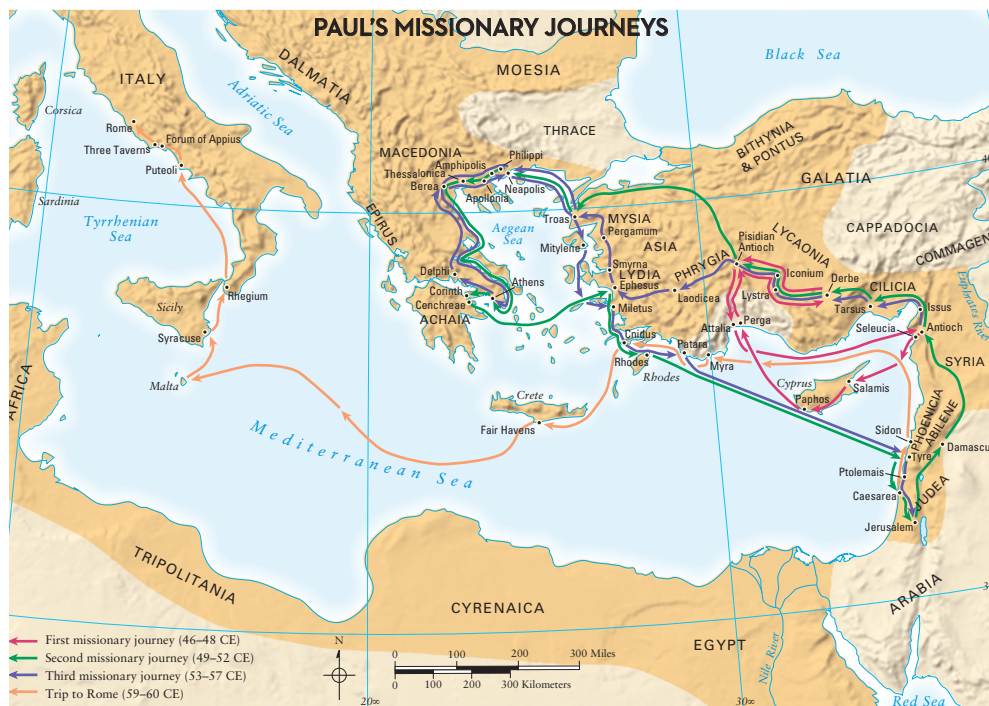 PAUL'S MISSIONARY JOURNEYS
Black Sea
DALMATIA
MOESIA
ITALY
Adriatic Sea
Corsica
Rome
Forum of Appius
Three Taverns
Puteoli
THRACE
BITHYNIA
& PONTUS
MACEDONIA
Philippi
Amphipolis
Thessalonica
Berea
Neapolis
Apollonia
GALATIA
Sardinia
Tyrrhenian
Sea
EPIRUS
Aegean
Sea
Troas
MYSIA
Pergamum
Mitylene
ASIA
Pisidian
Antioch
LYCAONIA
CAPPADOCIA
COMMAGEN
Smyrna
LYDIA
Ephesus
PHRYGIA
Iconium
Derbe
CILICIA
Delphi
Athens
Corinth
Cenchreae
ACHAIA
Laodicea
Lystra
Tarsus
Euphrates Riv
Rhegium
Sicily
Miletus
Issus
Syracuse
Cnidus
Attalia
Perga
Seleucia
Antioch
Patara
Rhodes
Rhodes
Myra
SYRIA
Malta
Cyprus
Salamis
Paphos
AFRICA
Crete
Fair Havens
PHOENICIA
ABILENE
Mediterranean Sea
Sidon
Damascu
Tyre
Ptolemais
Caesarea
JUDEA
Jerusalem
TRIPOLITANIA
CYRENAICA
ARABIA
EGYPT
Nile River
Red Sea
First missionary journey (46–48 CE)
Second missionary journey (49–52 CE)
Third missionary journey (53–57 CE)
Trip to Rome (59–60 CE)
N
0 100 200 300 Miles
0 100 200 300 Kilometers
20∞
30∞